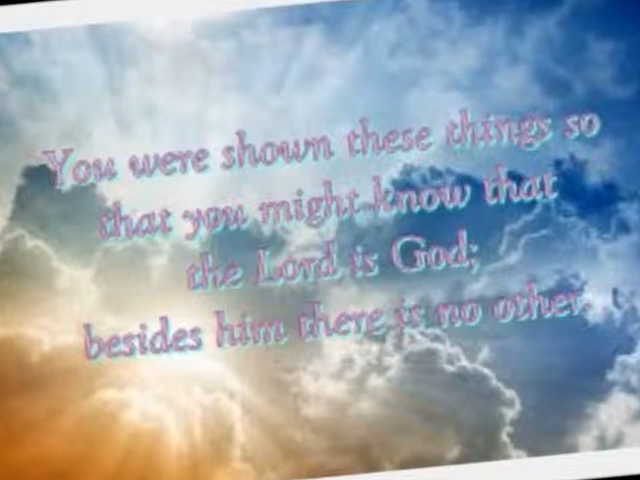 You were shown these things so
that you might know that
the Lord is God;
besides him there is no other.